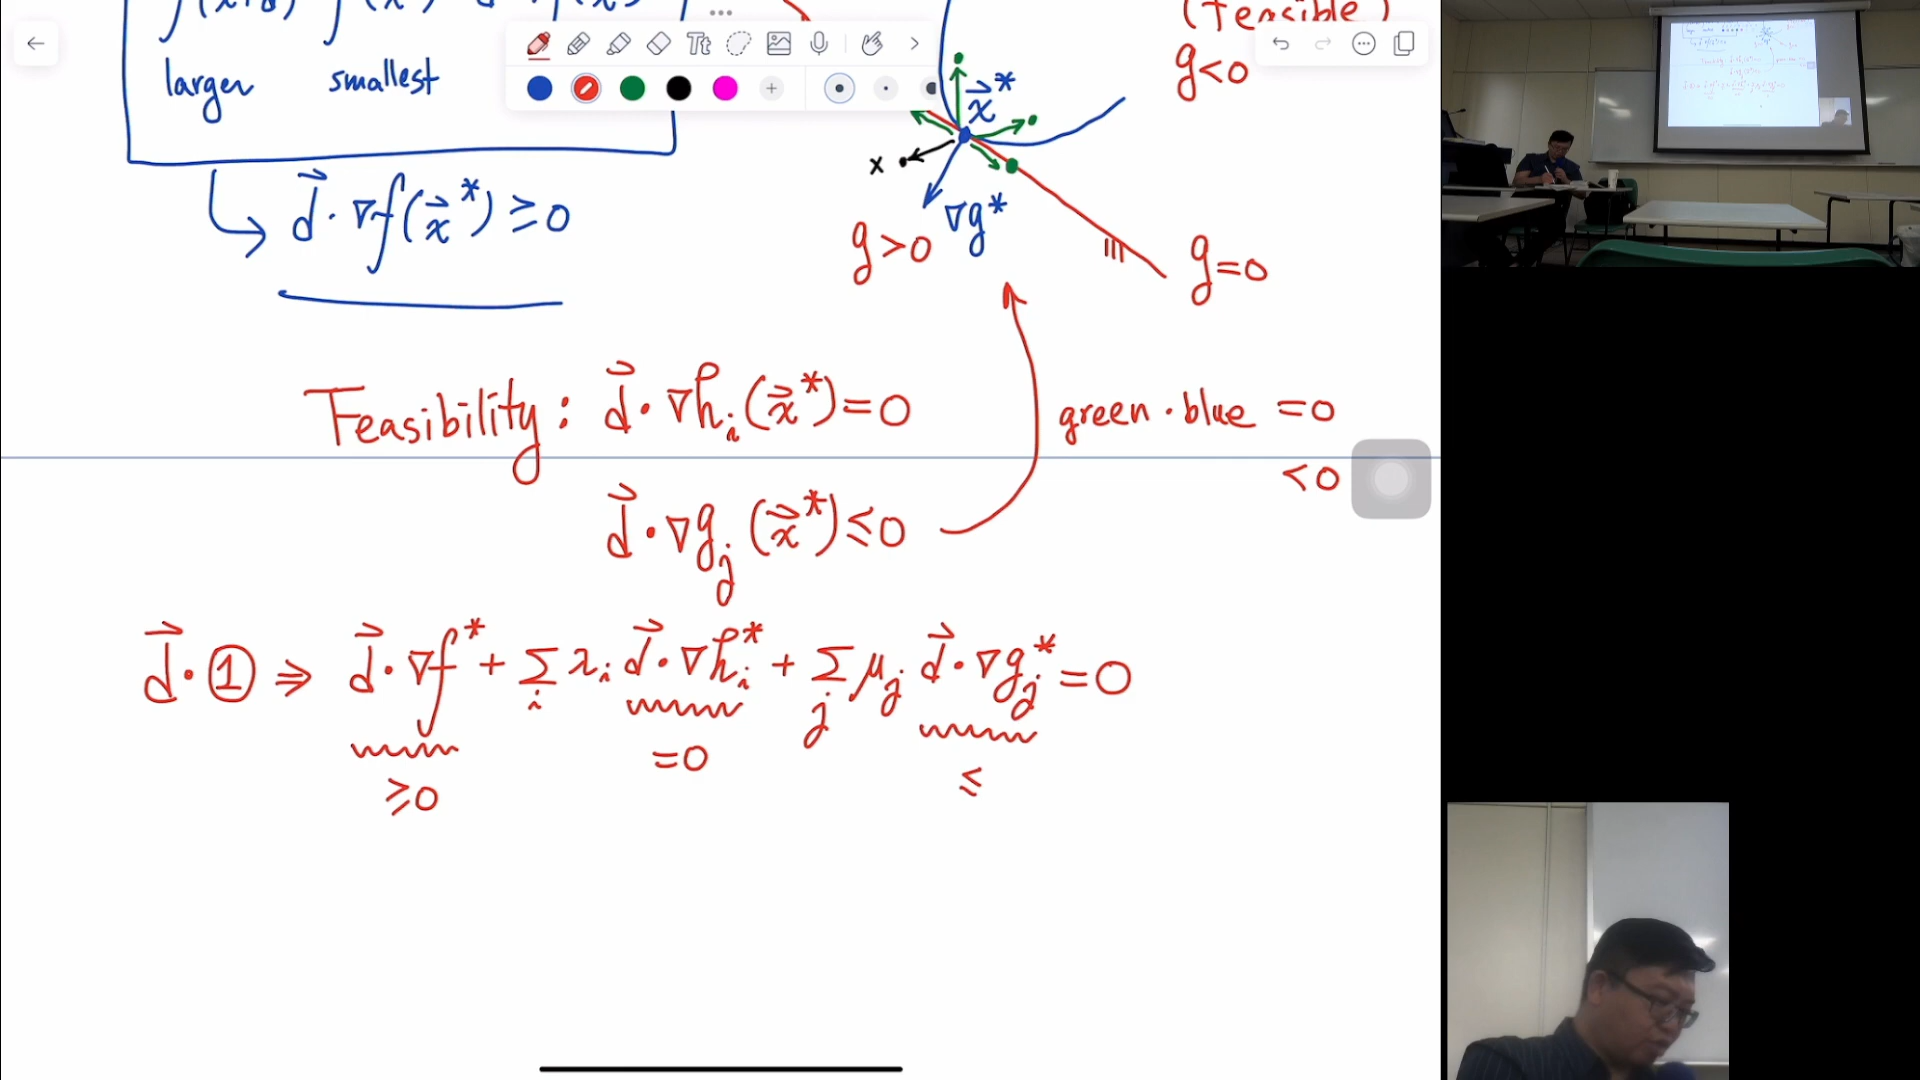 larger smallest
(feasible)
g<0
x⃗*
x
∇g*
d⃗·∇f(x⃗*)≥0
g>0
g=0
Feasibility: d⃗·∇hᵢ(x⃗*)=0
green·blue =0
<0
d⃗·∇gⱼ(x⃗*)≤0
d⃗·① ⇒ d⃗·∇f* + Σᵢ λᵢ d⃗·∇hᵢ* + Σⱼ μⱼ d⃗·∇gⱼ* = 0
≥0 =0 ≤
Tt